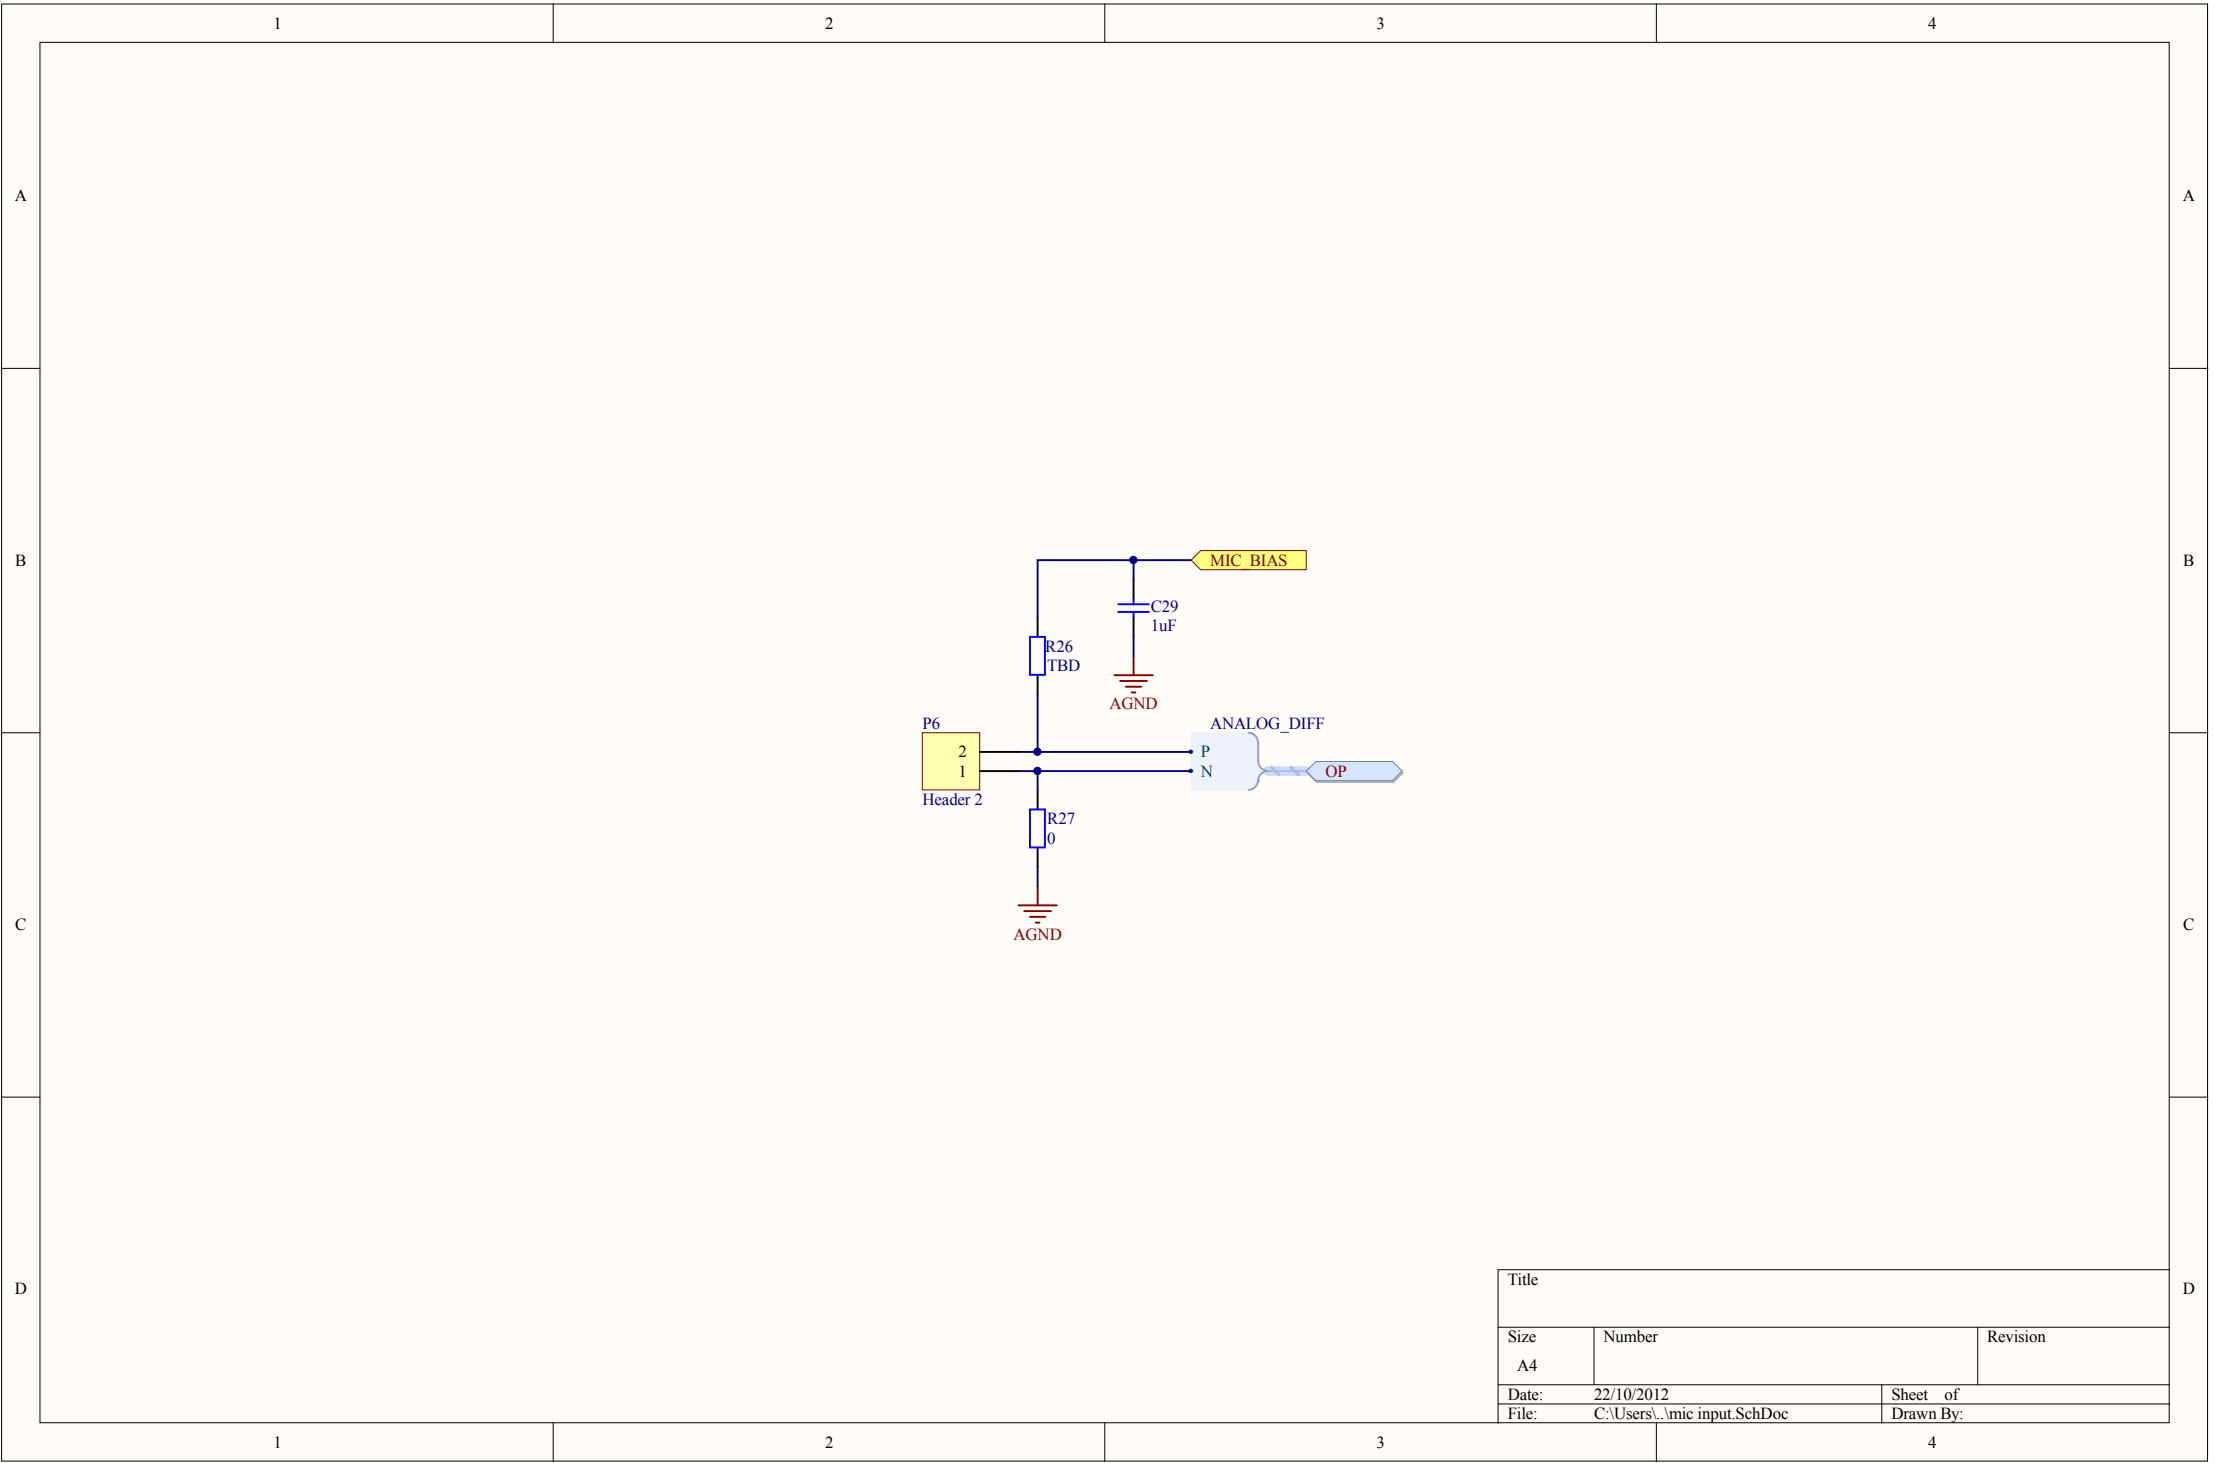 1 2 3 4
A A
B B
MIC_BIAS
C29
1uF
R26
TBD
AGND
P6
ANALOG_DIFF
2
P
1
N
OP
Header 2
R27
0
C C
AGND
Title
D D
Size Number Revision
A4
Date: 22/10/2012 Sheet of
File: C:\Users\..\mic input.SchDoc Drawn By:
1 2 3 4